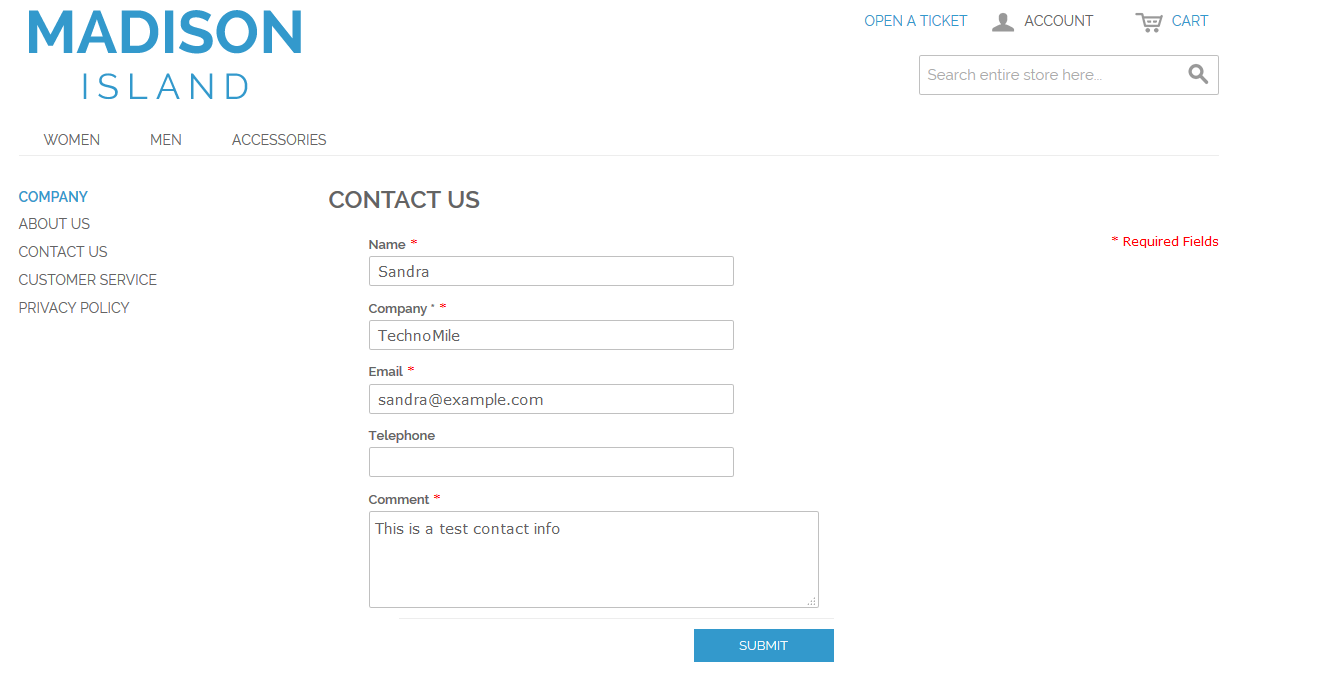 MADISON
ISLAND
OPEN A TICKET ACCOUNT CART
Search entire store here...
WOMEN MEN ACCESSORIES
COMPANY
ABOUT US
CONTACT US
CUSTOMER SERVICE
PRIVACY POLICY
CONTACT US
* Required Fields
Name *
Sandra
Company * *
TechnoMile
Email *
sandra@example.com
Telephone
Comment *
This is a test contact info
SUBMIT